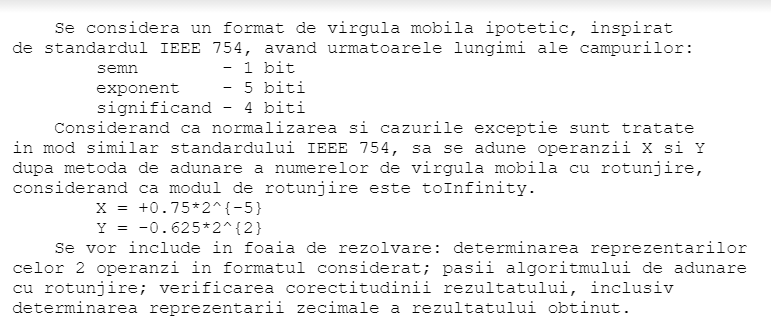 Se considera un format de virgula mobila ipotetic, inspirat
de standardul IEEE 754, avand urmatoarele lungimi ale campurilor:
semn - 1 bit
exponent - 5 biti
significand - 4 biti
Considerand ca normalizarea si cazurile exceptie sunt tratate
in mod similar standardului IEEE 754, sa se adune operanzii X si Y
dupa metoda de adunare a numerelor de virgula mobila cu rotunjire,
considerand ca modul de rotunjire este toInfinity.
X = +0.75*2^{-5}
Y = -0.625*2^{2}
Se vor include in foaia de rezolvare: determinarea reprezentarilor
celor 2 operanzi in formatul considerat; pasii algoritmului de adunare
cu rotunjire; verificarea corectitudinii rezultatului, inclusiv
determinarea reprezentarii zecimale a rezultatului obtinut.